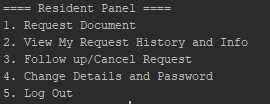 ==== Resident Panel ====
1. Request Document
2. View My Request History and Info
3. Follow up/Cancel Request
4. Change Details and Password
5. Log Out